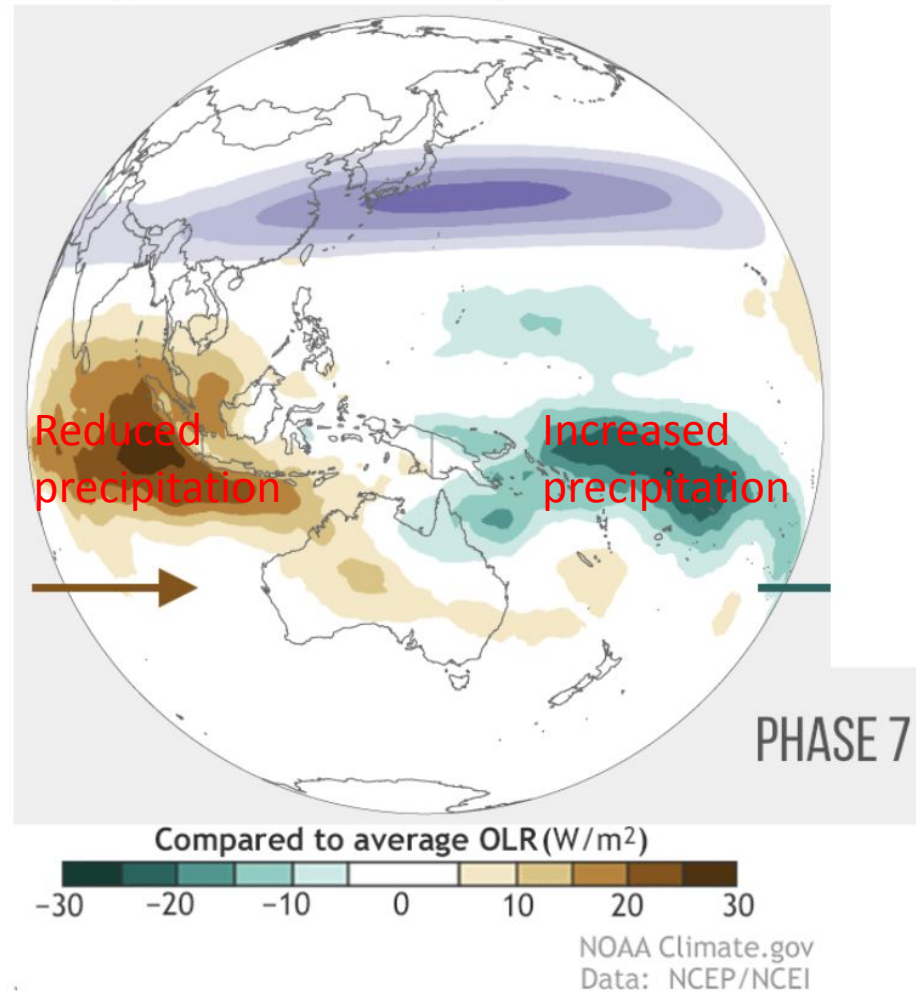 Reduced
precipitation
Increased
precipitation
PHASE 7
Compared to average OLR (W/m²)
−30 −20 −10 0 10 20 30
NOAA Climate.gov
Data: NCEP/NCEI